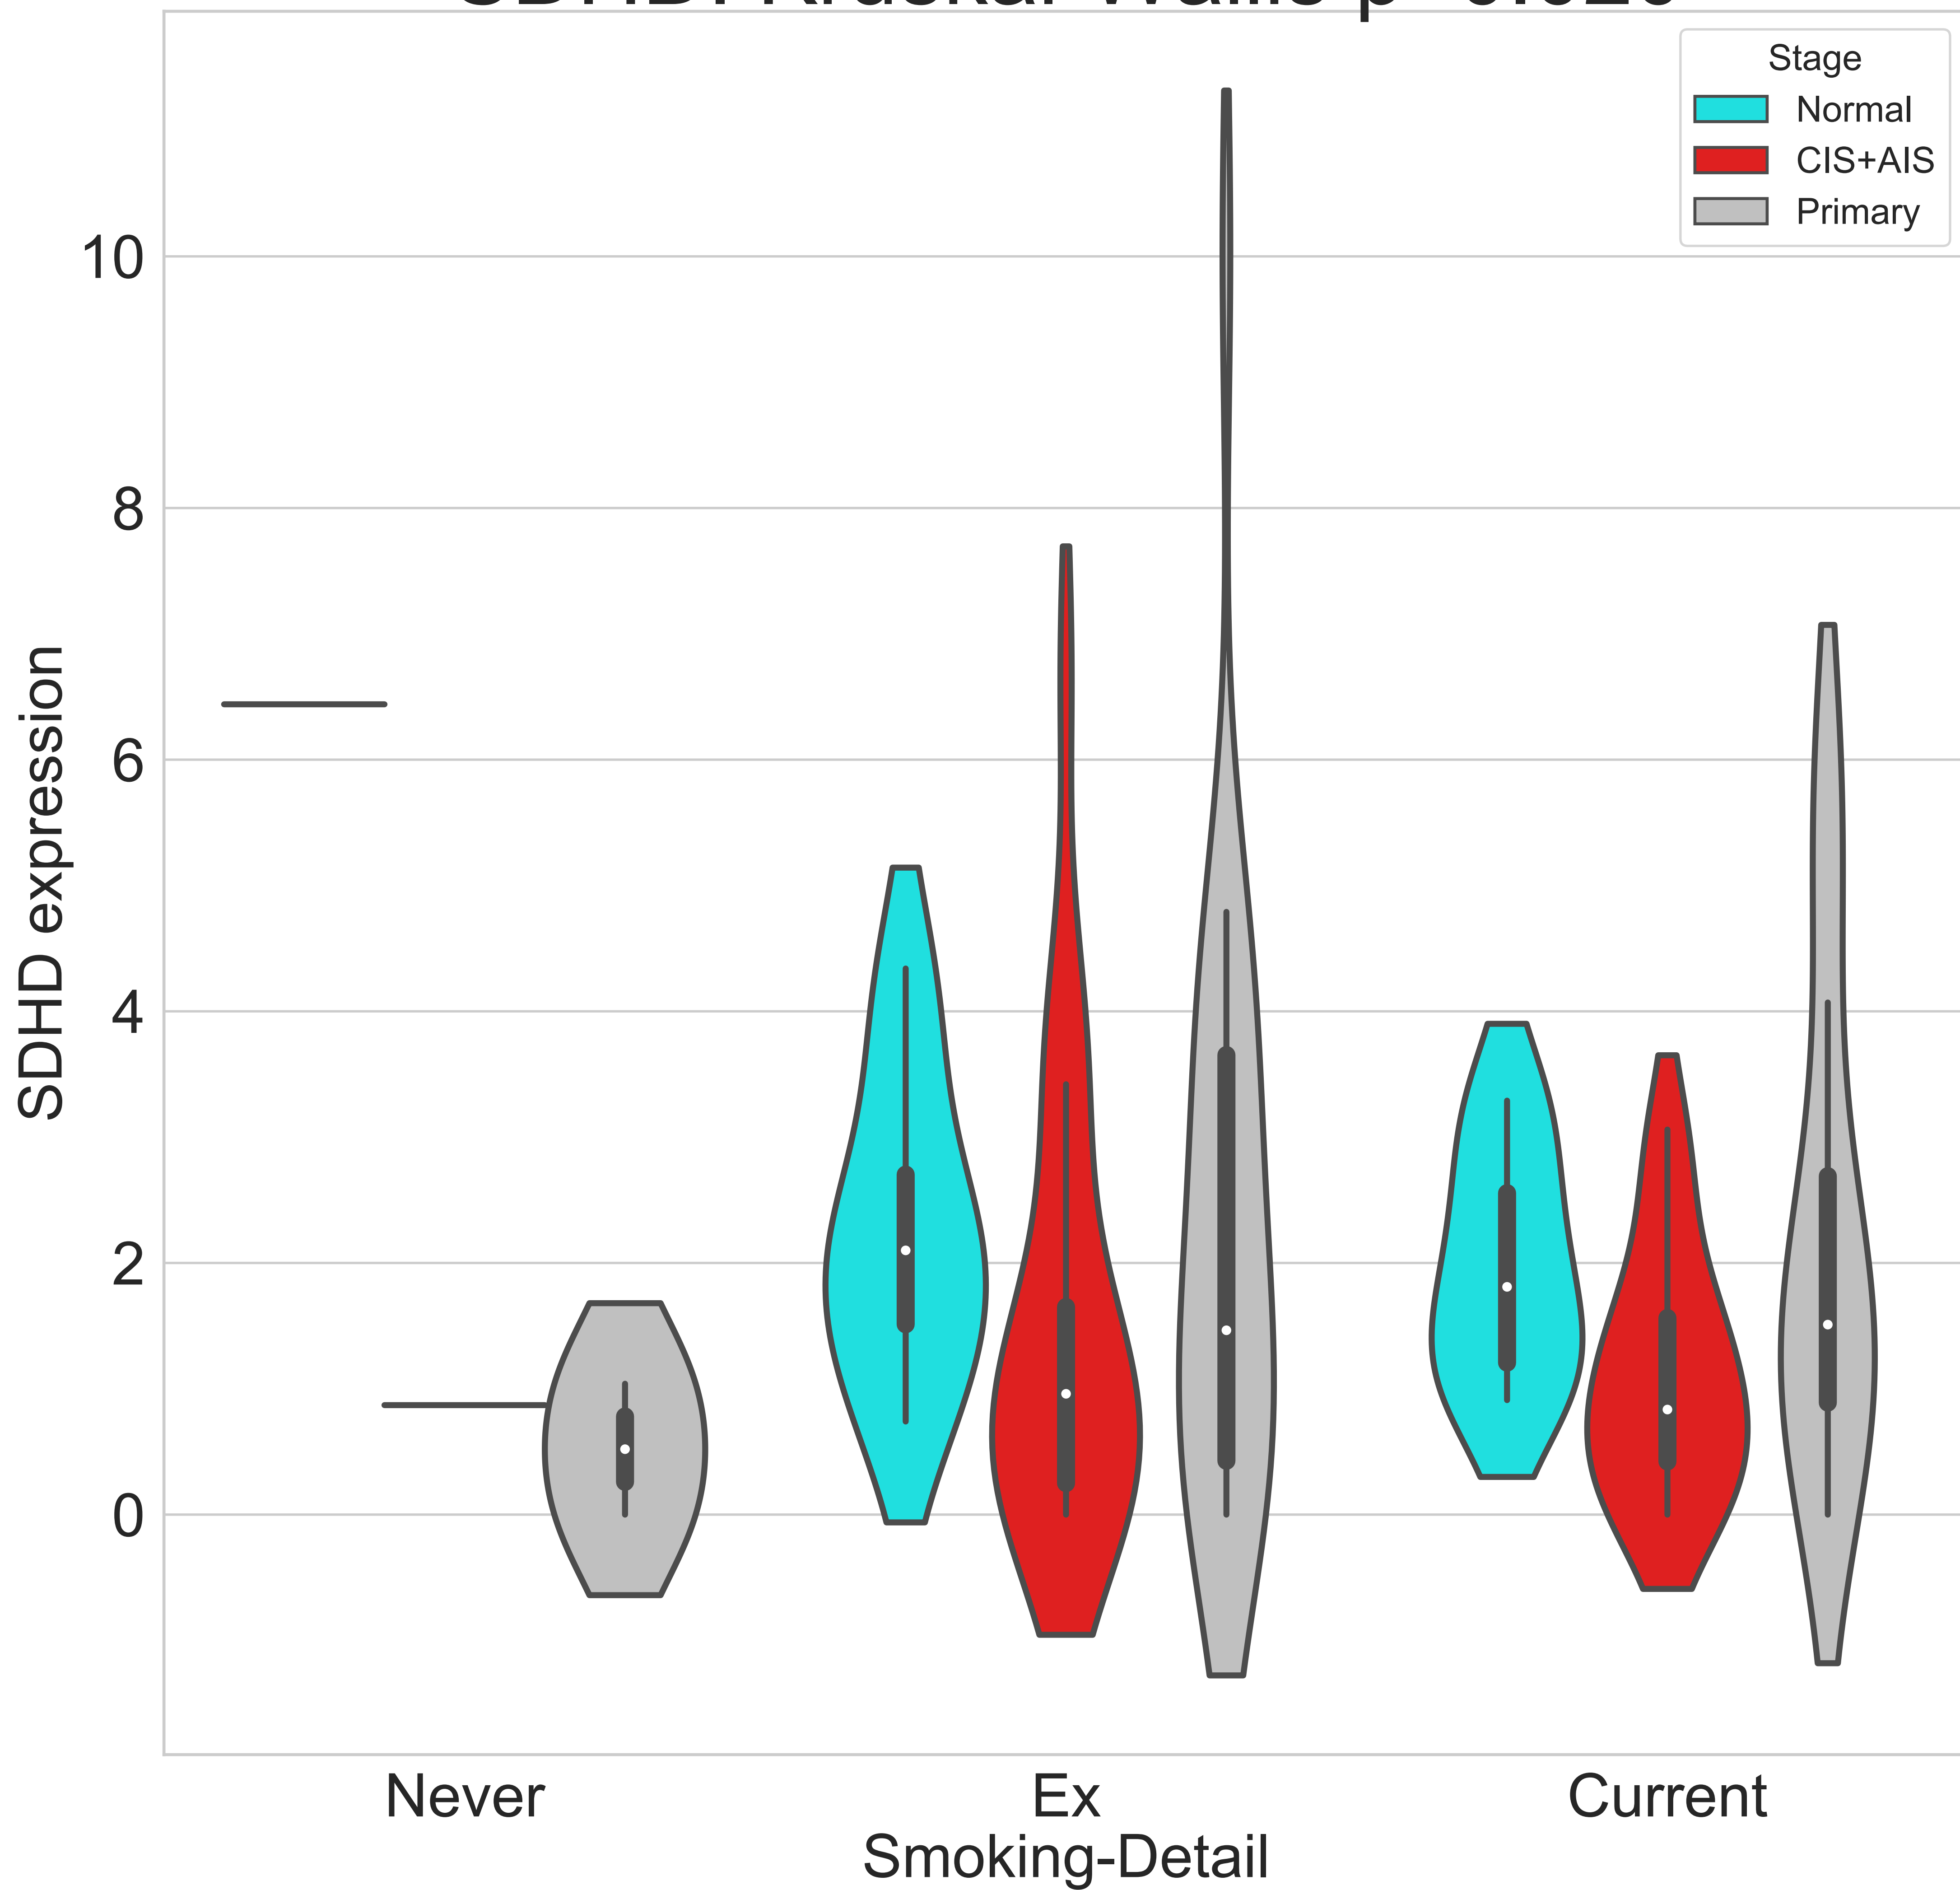 Stage
Normal
CIS+AIS
Primary
10
8
6
4
2
0
SDHD expression
Never
Ex
Current
Smoking-Detail